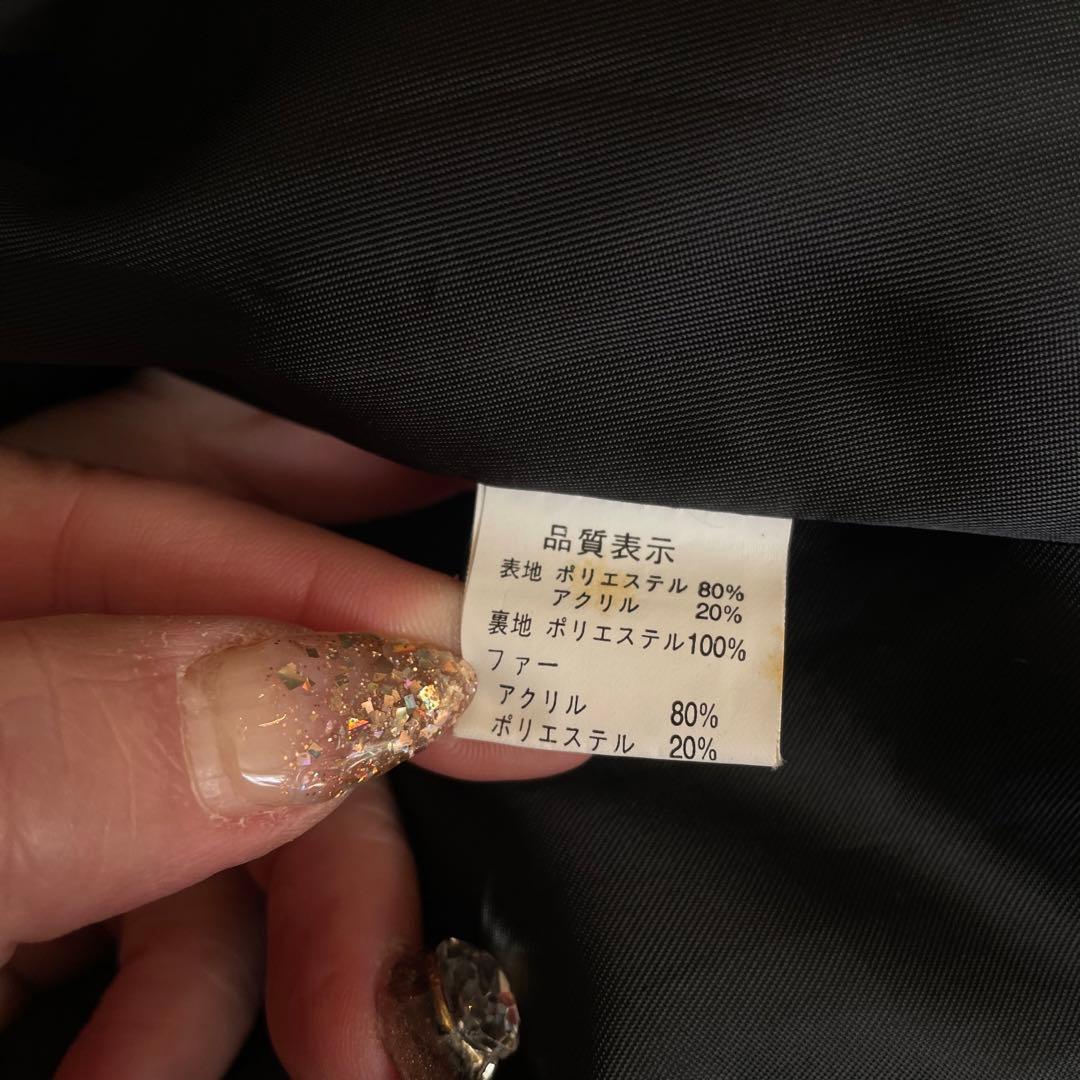 品質表示
表地 ポリエステル 80%
アクリル 20%
裏地 ポリエステル100%
ファー
アクリル 80%
ポリエステル 20%